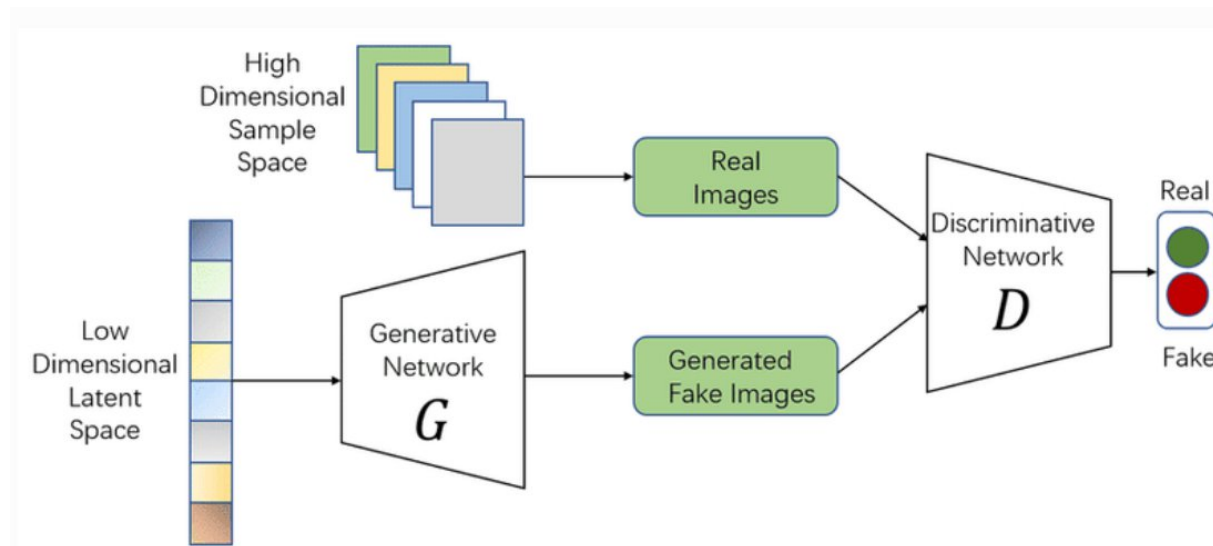 High
Dimensional
Sample
Space
Real
Images
Discriminative
Network
D
Real
Fake
Low
Dimensional
Latent
Space
Generative
Network
G
Generated
Fake Images